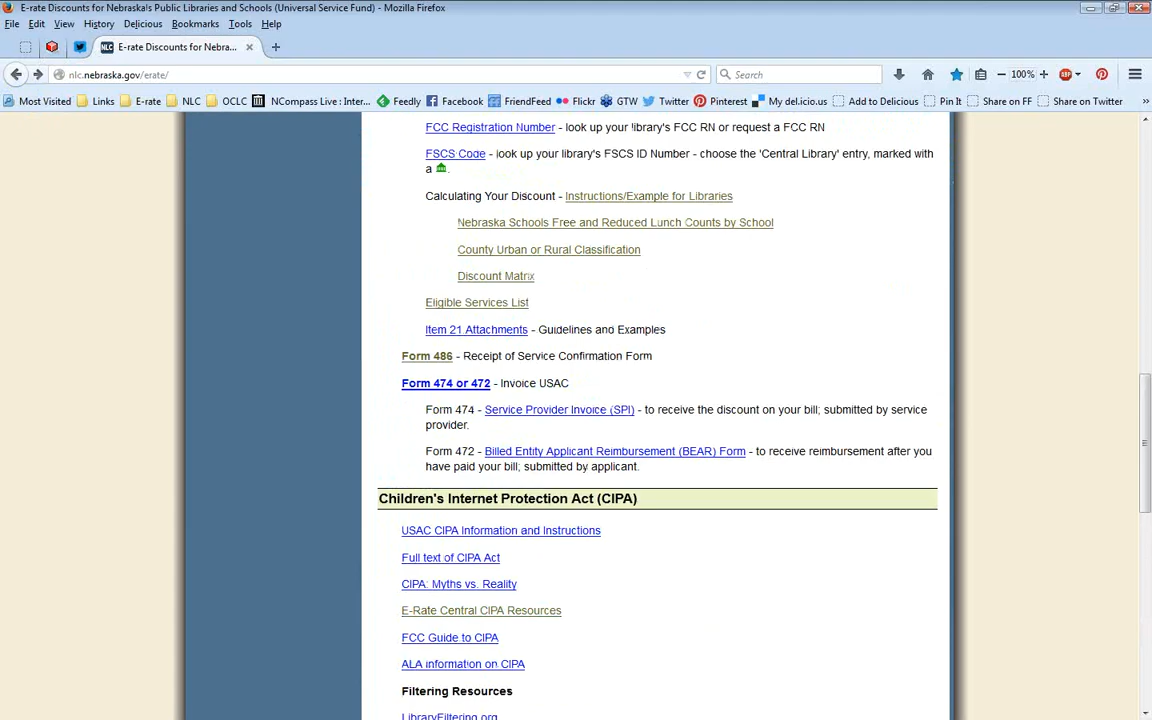 E-rate Discounts for Nebraska's Public Libraries and Schools (Universal Service Fund) - Mozilla Firefox
File Edit View History Delicious Bookmarks Tools Help
NLC E-rate Discounts for Nebra... × +
nlc.nebraska.gov/erate/ Search 100% ABP
Most Visited Links E-rate NLC OCLC NCompass Live : Inter... Feedly Facebook FriendFeed Flickr GTW Twitter Pinterest My del.icio.us Add to Delicious Pin It Share on FF Share on Twitter »
FCC Registration Number - look up your library's FCC RN or request a FCC RN
FSCS Code - look up your library's FSCS ID Number - choose the 'Central Library' entry, marked with
a .
Calculating Your Discount - Instructions/Example for Libraries
Nebraska Schools Free and Reduced Lunch Counts by School
County Urban or Rural Classification
Discount Matrix
Eligible Services List
Item 21 Attachments - Guidelines and Examples
Form 486 - Receipt of Service Confirmation Form
Form 474 or 472 - Invoice USAC
Form 474 - Service Provider Invoice (SPI) - to receive the discount on your bill; submitted by service
provider.
Form 472 - Billed Entity Applicant Reimbursement (BEAR) Form - to receive reimbursement after you
have paid your bill; submitted by applicant.
Children's Internet Protection Act (CIPA)
USAC CIPA Information and Instructions
Full text of CIPA Act
CIPA: Myths vs. Reality
E-Rate Central CIPA Resources
FCC Guide to CIPA
ALA information on CIPA
Filtering Resources
LibraryFiltering.org